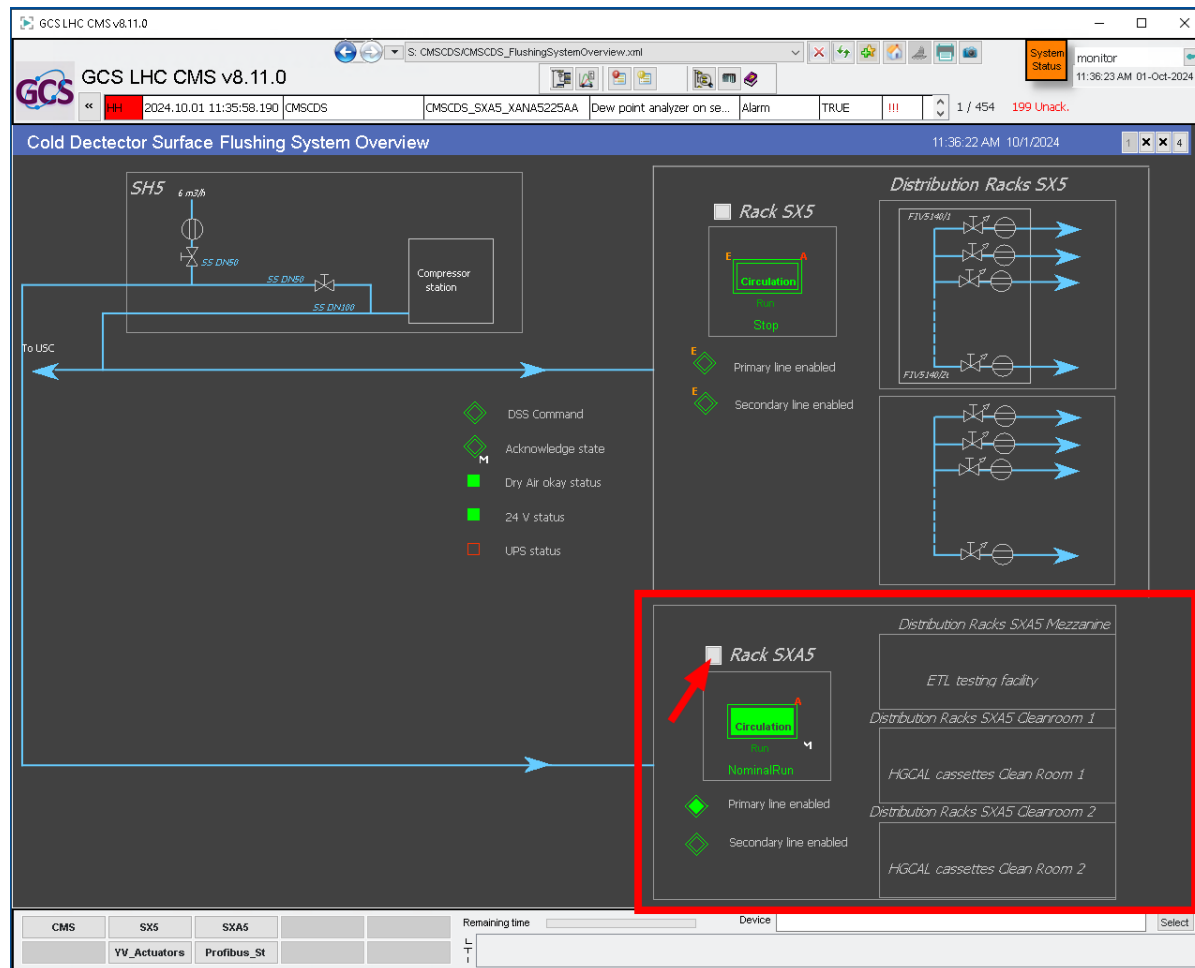 GCS LHC CMS v8.11.0
S: CMSCDS/CMSCDS_FlushingSystemOverview.xml
System Status
monitor
GCS
GCS LHC CMS v8.11.0
11:36:23 AM 01-Oct-2024
«
HH
2024.10.01 11:35:58.190
CMSCDS
CMSCDS_SXA5_XANA5225AA
Dew point analyzer on se...
Alarm
TRUE
!!!
1 / 454
199 Unack.
Cold Dectector Surface Flushing System Overview
11:36:22 AM 10/1/2024
1
4
SH5
6 m3/h
SS DN50
SS DN50
SS DN100
Compressor station
To USC
Rack SX5
E
A
Circulation
Run
Stop
E
Primary line enabled
E
Secondary line enabled
Distribution Racks SX5
FIV5140/1
FIV5140/2t
DSS Command
Acknowledge state
M
Dry Air okay status
24 V status
UPS status
Rack SXA5
A
Circulation
Run
M
NominalRun
Primary line enabled
Secondary line enabled
Distribution Racks SXA5 Mezzanine
ETL testing facility
Distribution Racks SXA5 Cleanroom 1
HGCAL cassettes Clean Room 1
Distribution Racks SXA5 Cleanroom 2
HGCAL cassettes Clean Room 2
CMS
SX5
SXA5
YV_Actuators
Profibus_St
Remaining time
Device
Select